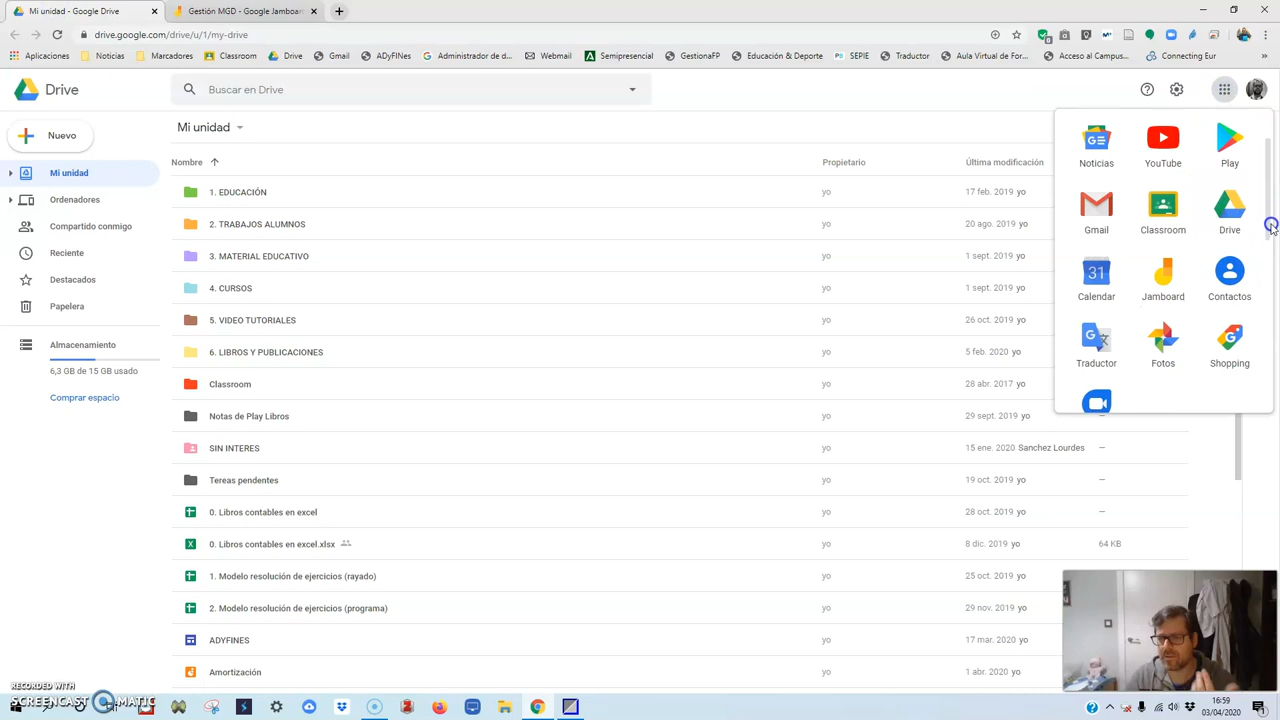 Mi unidad - Google Drive
Gestión MGD - Google Jamboard
drive.google.com/drive/u/1/my-drive
Aplicaciones Noticias Marcadores Classroom Drive Gmail ADyFINes Administrador de d... Webmail Semipresencial GestionaFP Educación & Deporte SEPIE Traductor Aula Virtual de For... Acceso al Campus... Connecting Eur »
Drive
Buscar en Drive
Nuevo
Mi unidad
Ordenadores
Compartido conmigo
Reciente
Destacados
Papelera
Almacenamiento
6,3 GB de 15 GB usado
Comprar espacio
Mi unidad
Nombre Propietario Última modificación
1. EDUCACIÓN yo 17 feb. 2019 yo
2. TRABAJOS ALUMNOS yo 20 ago. 2019 yo
3. MATERIAL EDUCATIVO yo 1 sept. 2019 yo
4. CURSOS yo 1 sept. 2019 yo
5. VIDEO TUTORIALES yo 26 oct. 2019 yo
6. LIBROS Y PUBLICACIONES yo 5 feb. 2020 yo
Classroom yo 28 abr. 2017 yo
Notas de Play Libros yo 29 sept. 2019 yo —
SIN INTERES yo 15 ene. 2020 Sanchez Lourdes —
Tereas pendentes yo 19 oct. 2019 yo —
0. Libros contables en excel yo 28 oct. 2019 yo —
0. Libros contables en excel.xlsx yo 8 dic. 2019 yo 64 KB
1. Modelo resolución de ejercicios (rayado) yo 25 oct. 2019 yo
2. Modelo resolución de ejercicios (programa) yo 29 nov. 2019 yo
ADYFINES yo 17 mar. 2020 yo
Amortización yo 1 abr. 2020 yo
Noticias YouTube Play
Gmail Classroom Drive
31
Calendar Jamboard Contactos
Traductor Fotos Shopping
RECORDED WITH
SCREENCAST MATIC
16:59
03/04/2020